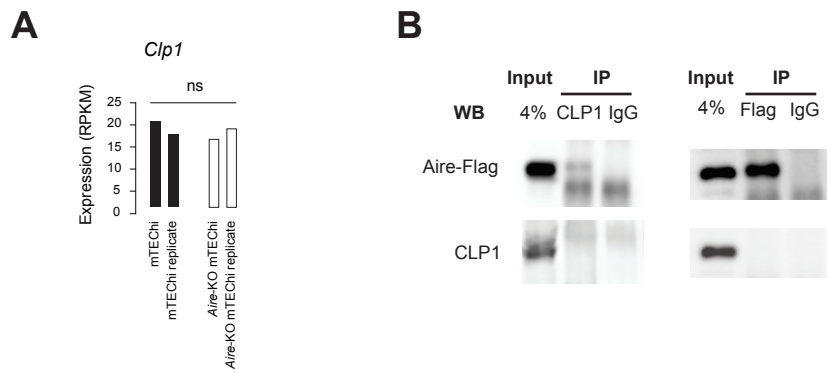 A
Clp1
ns
Expression (RPKM)
25
20
15
10
5
0
mTEChi
mTEChi replicate
Aire-KO mTEChi
Aire-KO mTEChi replicate
B
Input IP Input IP
WB 4% CLP1 IgG 4% Flag IgG
Aire-Flag
CLP1